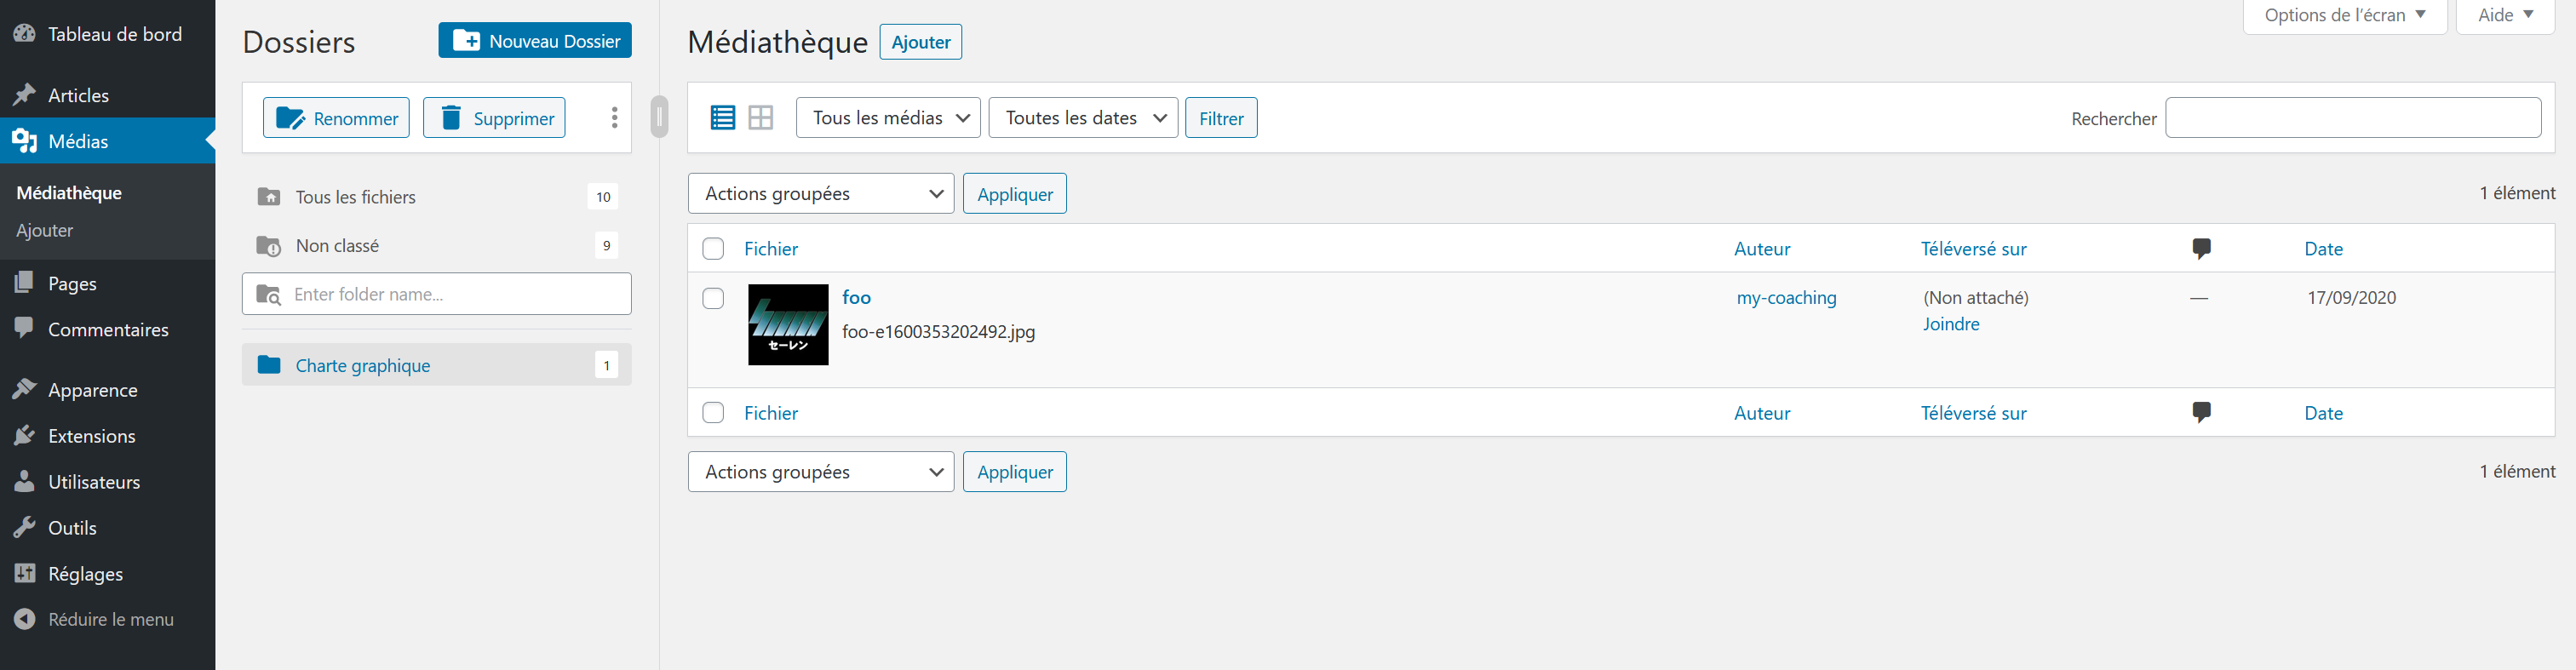 Tableau de bord
Articles
Médias
Médiathèque
Ajouter
Pages
Commentaires
Apparence
Extensions
Utilisateurs
Outils
Réglages
Réduire le menu
Dossiers
Nouveau Dossier
Renommer
Supprimer
Tous les fichiers 10
Non classé 9
Enter folder name...
Charte graphique 1
Options de l'écran
Aide
Médiathèque Ajouter
Tous les médias
Toutes les dates
Filtrer
Rechercher
Actions groupées
Appliquer
1 élément
Fichier Auteur Téléversé sur Date
foo my-coaching (Non attaché) — 17/09/2020
foo-e1600353202492.jpg Joindre
セーレン
Fichier Auteur Téléversé sur Date
Actions groupées
Appliquer
1 élément